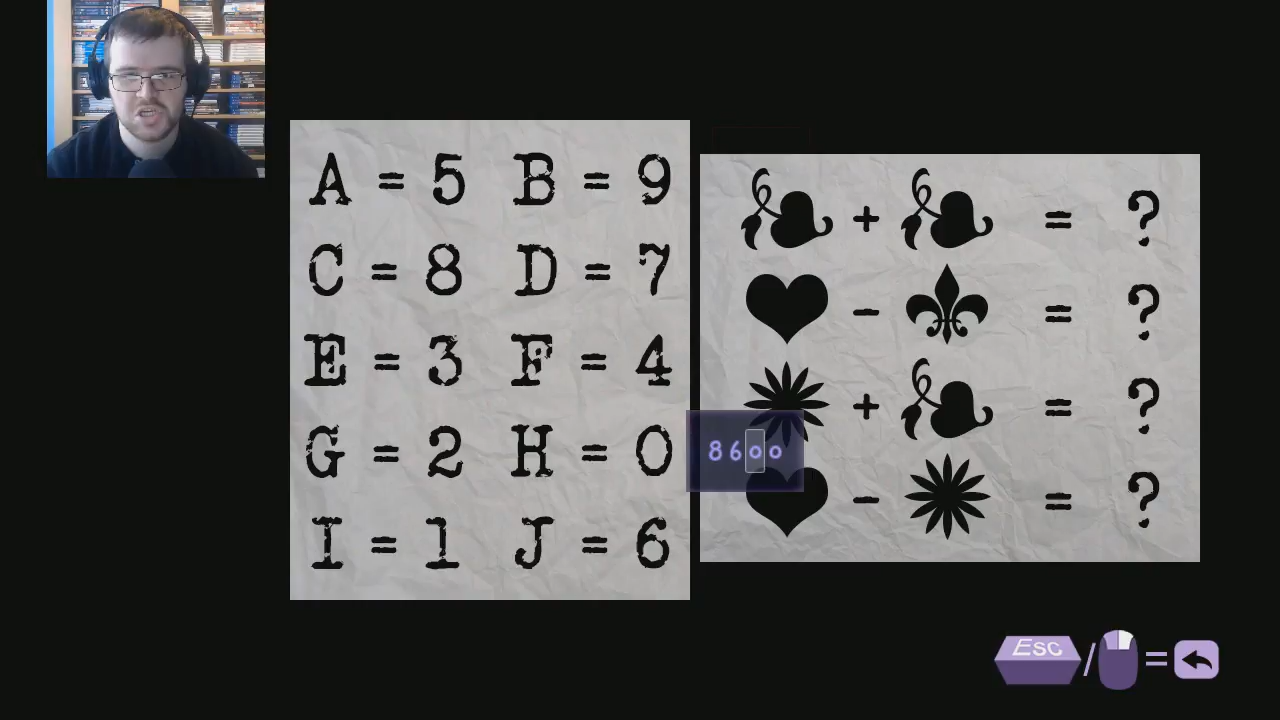 A = 5 B = 9
C = 8 D = 7
E = 3 F = 4
G = 2 H = 0
I = 1 J = 6
+ = ?
- = ?
+ = ?
- = ?
8600
Esc / =